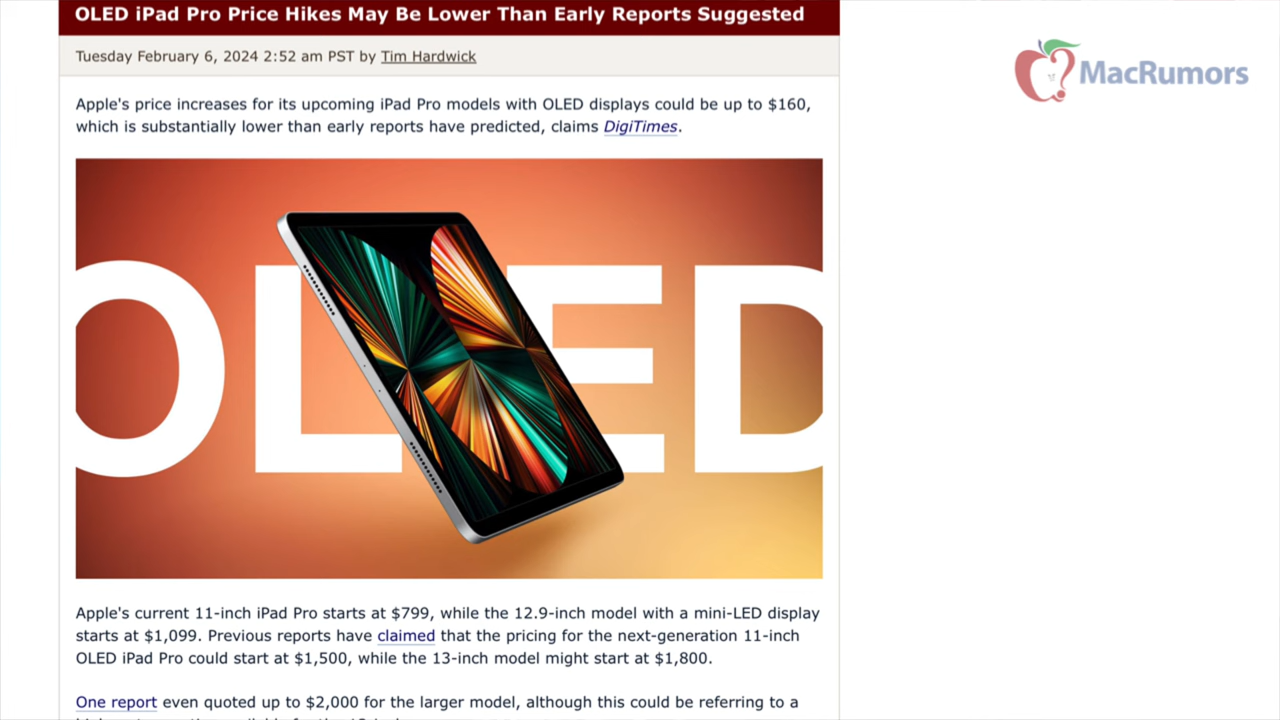 OLED iPad Pro Price Hikes May Be Lower Than Early Reports Suggested
Tuesday February 6, 2024 2:52 am PST by Tim Hardwick
MacRumors
Apple's price increases for its upcoming iPad Pro models with OLED displays could be up to $160,
which is substantially lower than early reports have predicted, claims DigiTimes.
OLED
Apple's current 11-inch iPad Pro starts at $799, while the 12.9-inch model with a mini-LED display
starts at $1,099. Previous reports have claimed that the pricing for the next-generation 11-inch
OLED iPad Pro could start at $1,500, while the 13-inch model might start at $1,800.
One report even quoted up to $2,000 for the larger model, although this could be referring to a